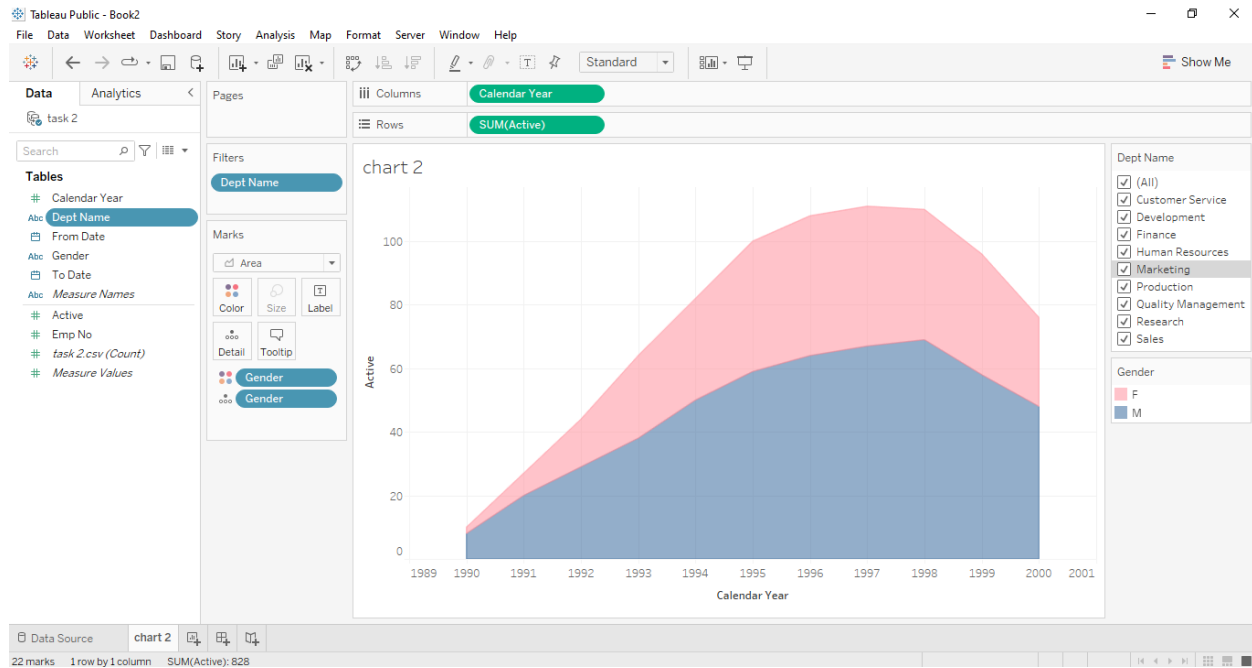 Tableau Public - Book2
File Data Worksheet Dashboard Story Analysis Map Format Server Window Help
Standard
Show Me
Data Analytics
task 2
Search
Tables
# Calendar Year
Abc Dept Name
From Date
Abc Gender
To Date
Abc Measure Names
# Active
# Emp No
# task 2.csv (Count)
# Measure Values
Pages
Filters
Dept Name
Marks
Area
Color Size Label
Detail Tooltip
Gender
Gender
Columns Calendar Year
Rows SUM(Active)
chart 2
Active
100
80
60
40
20
0
1989 1990 1991 1992 1993 1994 1995 1996 1997 1998 1999 2000 2001
Calendar Year
Dept Name
(All)
Customer Service
Development
Finance
Human Resources
Marketing
Production
Quality Management
Research
Sales
Gender
F
M
Data Source chart 2
22 marks 1 row by 1 column SUM(Active): 828